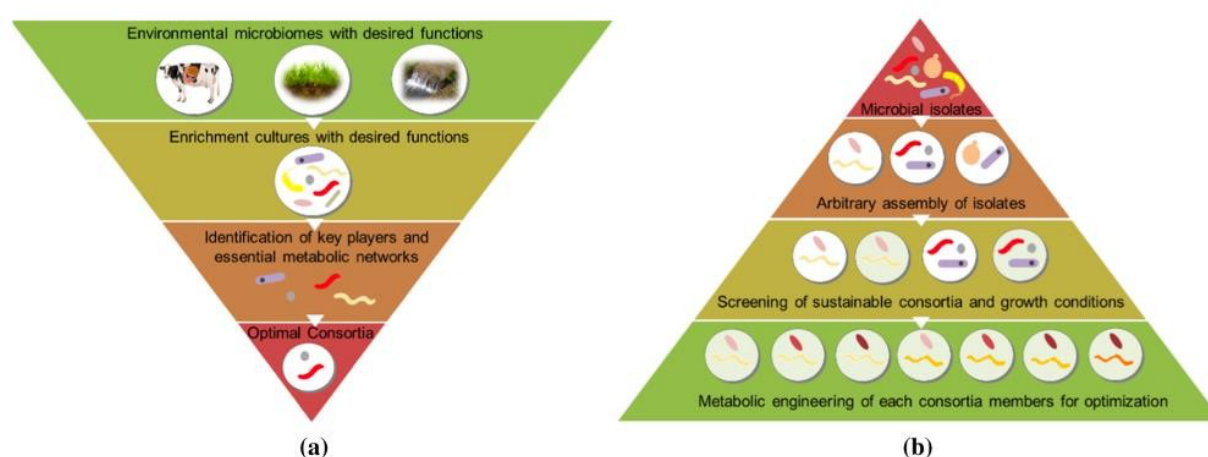 Environmental microbiomes with desired functions
Enrichment cultures with desired functions
Identification of key players and
essential metabolic networks
Optimal Consortia
(a)
Microbial isolates
Arbitrary assembly of isolates
Screening of sustainable consortia and growth conditions
Metabolic engineering of each consortia members for optimization
(b)